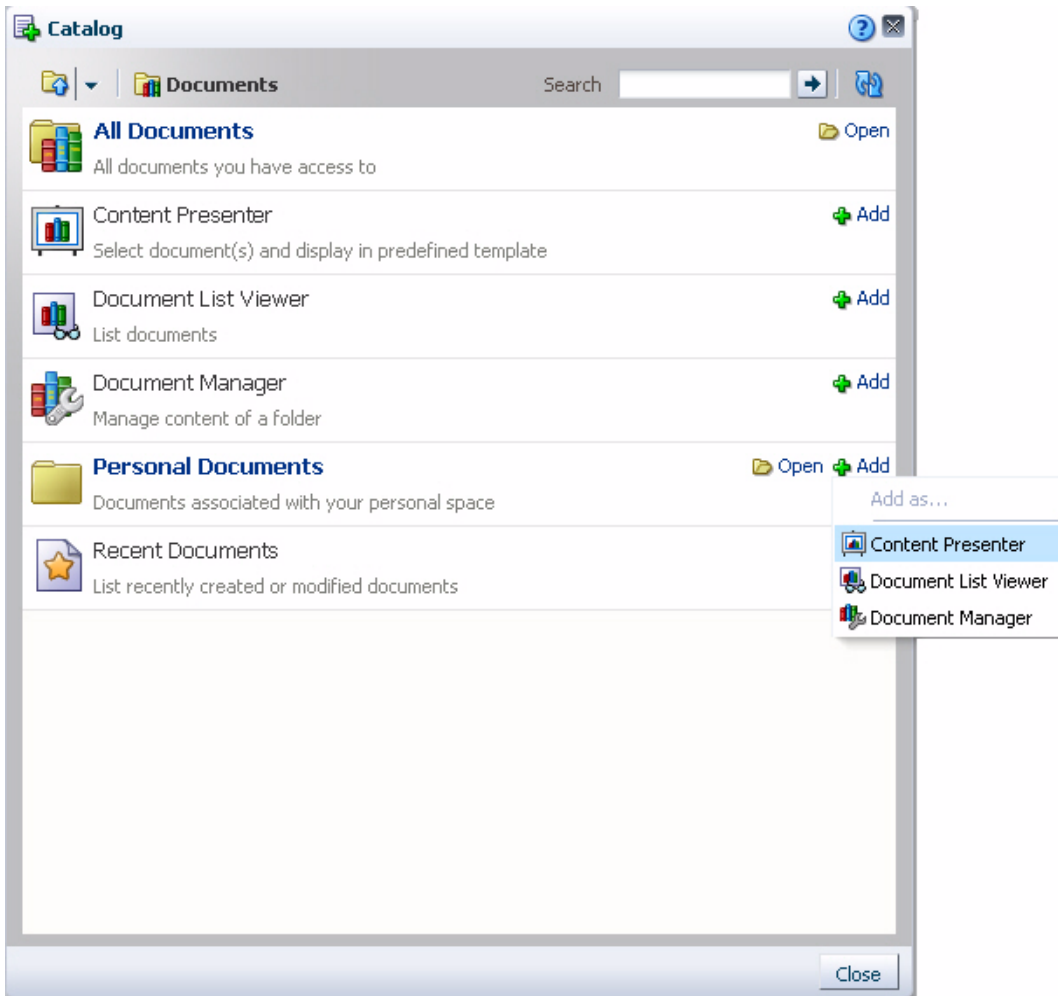 Catalog
Documents Search
All Documents Open
All documents you have access to
Content Presenter Add
Select document(s) and display in predefined template
Document List Viewer Add
List documents
Document Manager Add
Manage content of a folder
Personal Documents Open Add
Documents associated with your personal space
Add as...
Recent Documents
List recently created or modified documents
Content Presenter
Document List Viewer
Document Manager
Close